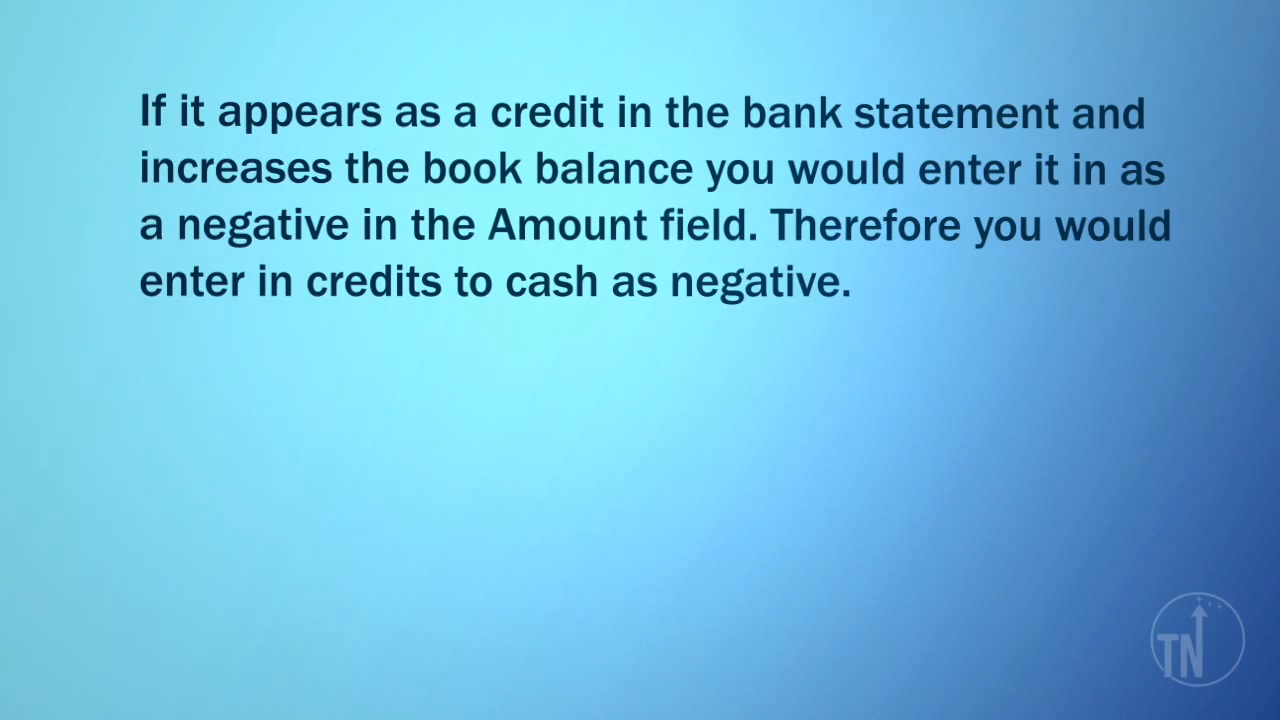 If it appears as a credit in the bank statement and
increases the book balance you would enter it in as
a negative in the Amount field. Therefore you would
enter in credits to cash as negative.
TN